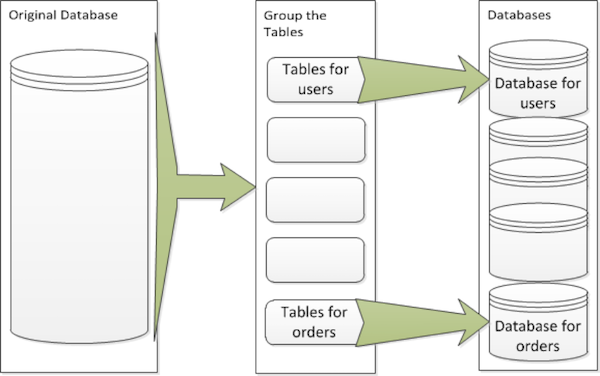 Original Database
Group the
Tables
Databases
Tables for
users
Database for
users
Tables for
orders
Database for
orders